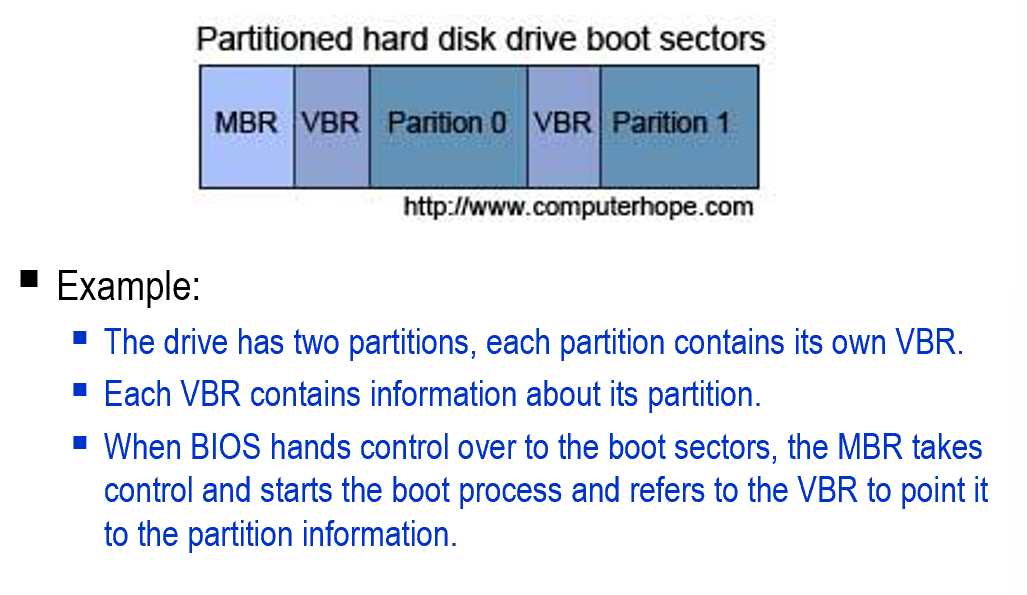 Partitioned hard disk drive boot sectors
MBR VBR Parition 0 VBR Parition 1
http://www.computerhope.com
Example:
The drive has two partitions, each partition contains its own VBR.
Each VBR contains information about its partition.
When BIOS hands control over to the boot sectors, the MBR takes
control and starts the boot process and refers to the VBR to point it
to the partition information.